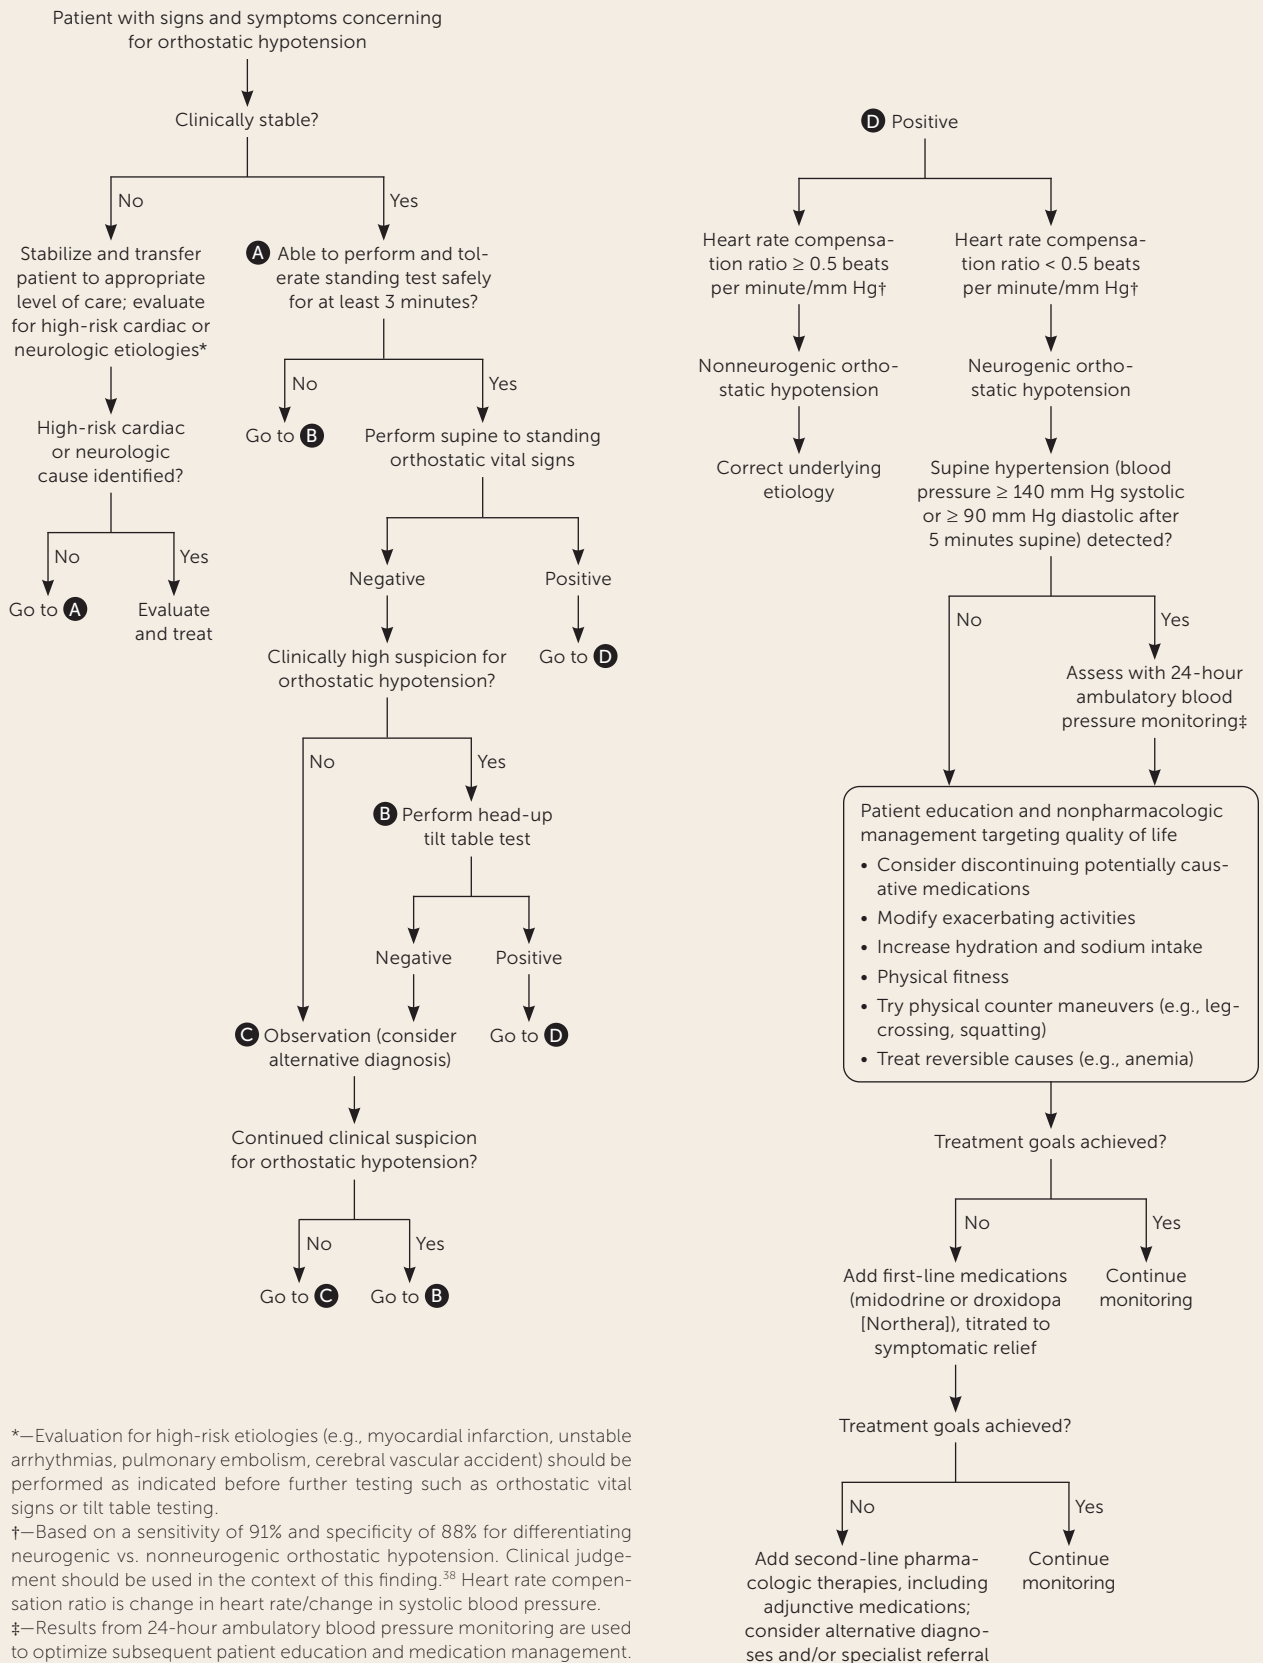 Patient with signs and symptoms concerning
for orthostatic hypotension
Clinically stable?
No
Yes
Stabilize and transfer
patient to appropriate
level of care; evaluate
for high-risk cardiac or
neurologic etiologies*
A Able to perform and tol-
erate standing test safely
for at least 3 minutes?
High-risk cardiac
or neurologic
cause identified?
No
Yes
Go to A
Evaluate
and treat
No
Yes
Go to B
Perform supine to standing
orthostatic vital signs
Negative
Positive
Clinically high suspicion for
orthostatic hypotension?
Go to D
No
Yes
B Perform head-up
tilt table test
Negative
Positive
C Observation (consider
alternative diagnosis)
Go to D
Continued clinical suspicion
for orthostatic hypotension?
No
Yes
Go to C
Go to B
D Positive
Heart rate compensa-
tion ratio ≥ 0.5 beats
per minute/mm Hg†
Heart rate compensa-
tion ratio < 0.5 beats
per minute/mm Hg†
Nonneurogenic ortho-
static hypotension
Neurogenic ortho-
static hypotension
Correct underlying
etiology
Supine hypertension (blood
pressure ≥ 140 mm Hg systolic
or ≥ 90 mm Hg diastolic after
5 minutes supine) detected?
No
Yes
Assess with 24-hour
ambulatory blood
pressure monitoring‡
Patient education and nonpharmacologic
management targeting quality of life
• Consider discontinuing potentially caus-
ative medications
• Modify exacerbating activities
• Increase hydration and sodium intake
• Physical fitness
• Try physical counter maneuvers (e.g., leg-
crossing, squatting)
• Treat reversible causes (e.g., anemia)
Treatment goals achieved?
No
Yes
Add first-line medications
(midodrine or droxidopa
[Northera]), titrated to
symptomatic relief
Continue
monitoring
Treatment goals achieved?
No
Yes
Add second-line pharma-
cologic therapies, including
adjunctive medications;
consider alternative diagno-
ses and/or specialist referral
Continue
monitoring
*—Evaluation for high-risk etiologies (e.g., myocardial infarction, unstable
arrhythmias, pulmonary embolism, cerebral vascular accident) should be
performed as indicated before further testing such as orthostatic vital
signs or tilt table testing.
†—Based on a sensitivity of 91% and specificity of 88% for differentiating
neurogenic vs. nonneurogenic orthostatic hypotension. Clinical judge-
ment should be used in the context of this finding.38 Heart rate compen-
sation ratio is change in heart rate/change in systolic blood pressure.
‡—Results from 24-hour ambulatory blood pressure monitoring are used
to optimize subsequent patient education and medication management.